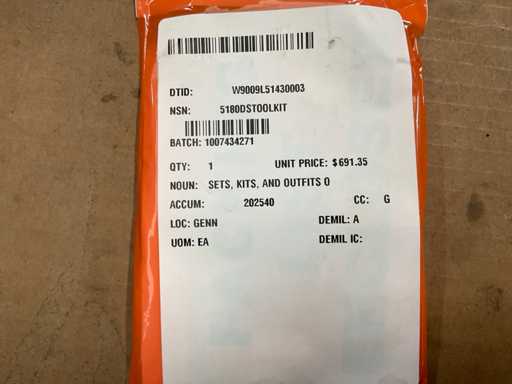 DTID: W9009L51430003
NSN: 5180DSTOOLKIT
BATCH: 1007434271
QTY: 1 UNIT PRICE: $691.35
NOUN: SETS, KITS, AND OUTFITS O
ACCUM: 202540 CC: G
LOC: GENN DEMIL: A
UOM: EA DEMIL IC: